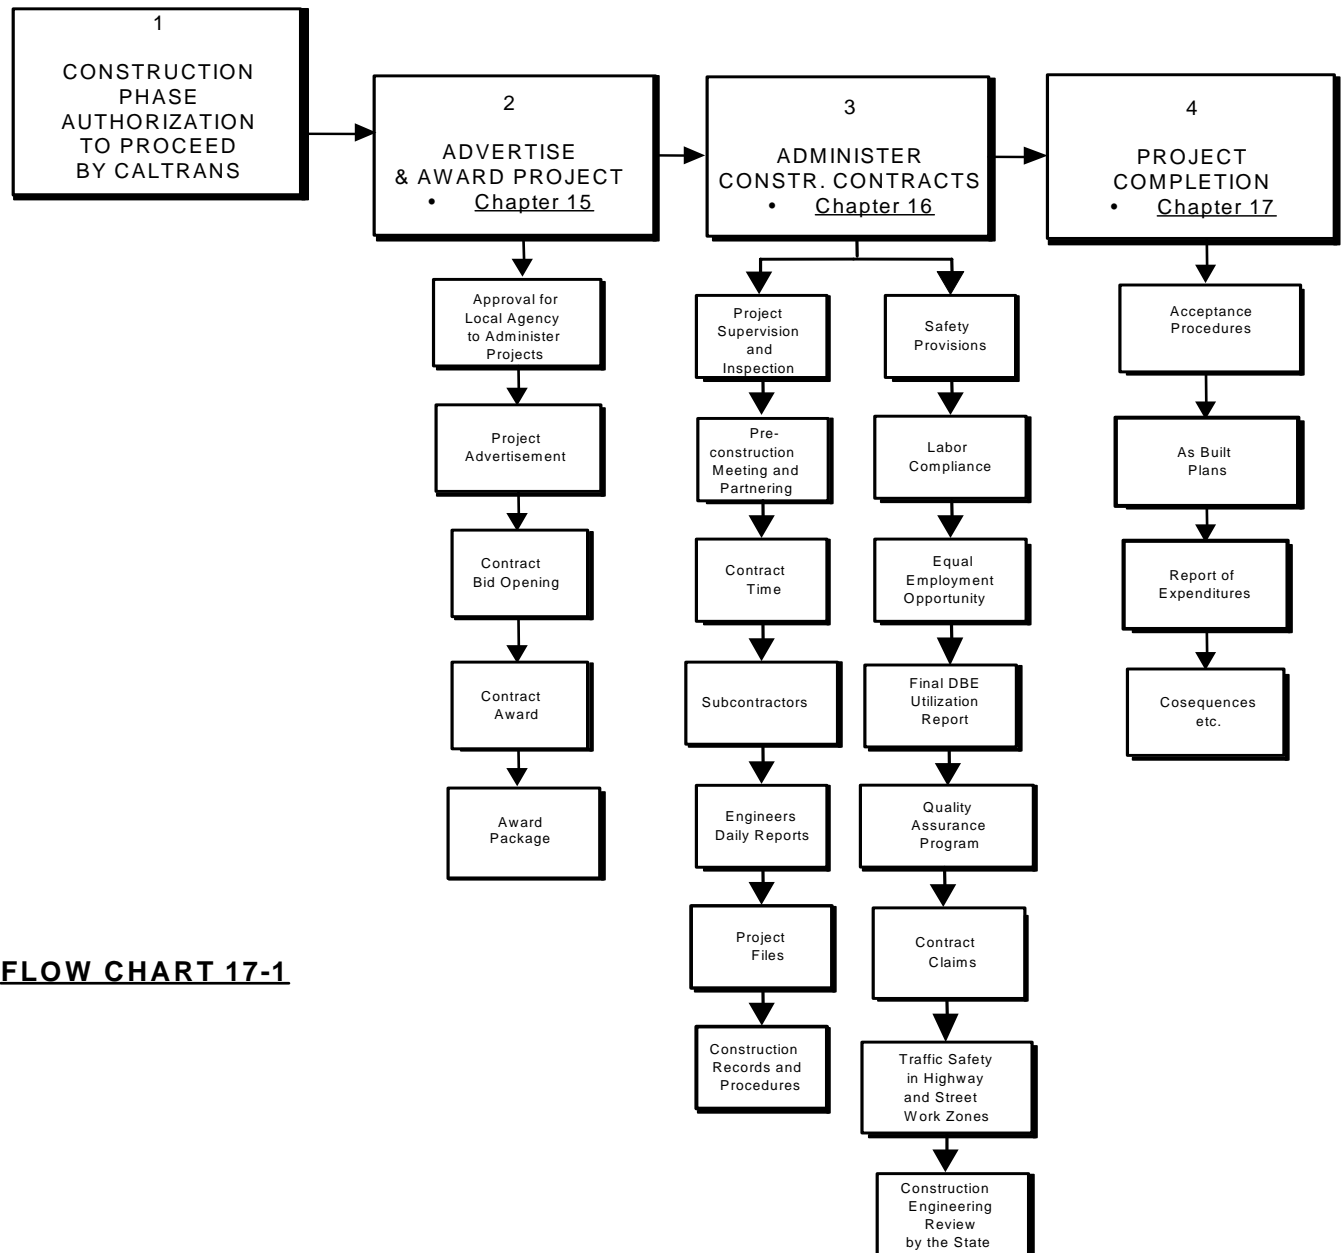 1
CONSTRUCTION
PHASE
AUTHORIZATION
TO PROCEED
BY CALTRANS
2
ADVERTISE
& AWARD PROJECT
• Chapter 15
3
ADMINISTER
CONSTR. CONTRACTS
• Chapter 16
4
PROJECT
COMPLETION
• Chapter 17
Approval for
Local Agency
to Administer
Projects
Project
Advertisement
Contract
Bid Opening
Contract
Award
Award
Package
Project
Supervision
and
Inspection
Pre-
construction
Meeting and
Partnering
Contract
Time
Subcontractors
Engineers
Daily Reports
Project
Files
Construction
Records and
Procedures
Safety
Provisions
Labor
Compliance
Equal
Employment
Opportunity
Final DBE
Utilization
Report
Quality
Assurance
Program
Contract
Claims
Traffic Safety
in Highway
and Street
Work Zones
Construction
Engineering
Review
by the State
Acceptance
Procedures
As Built
Plans
Report of
Expenditures
Cosequences
etc.
FLOW CHART 17-1